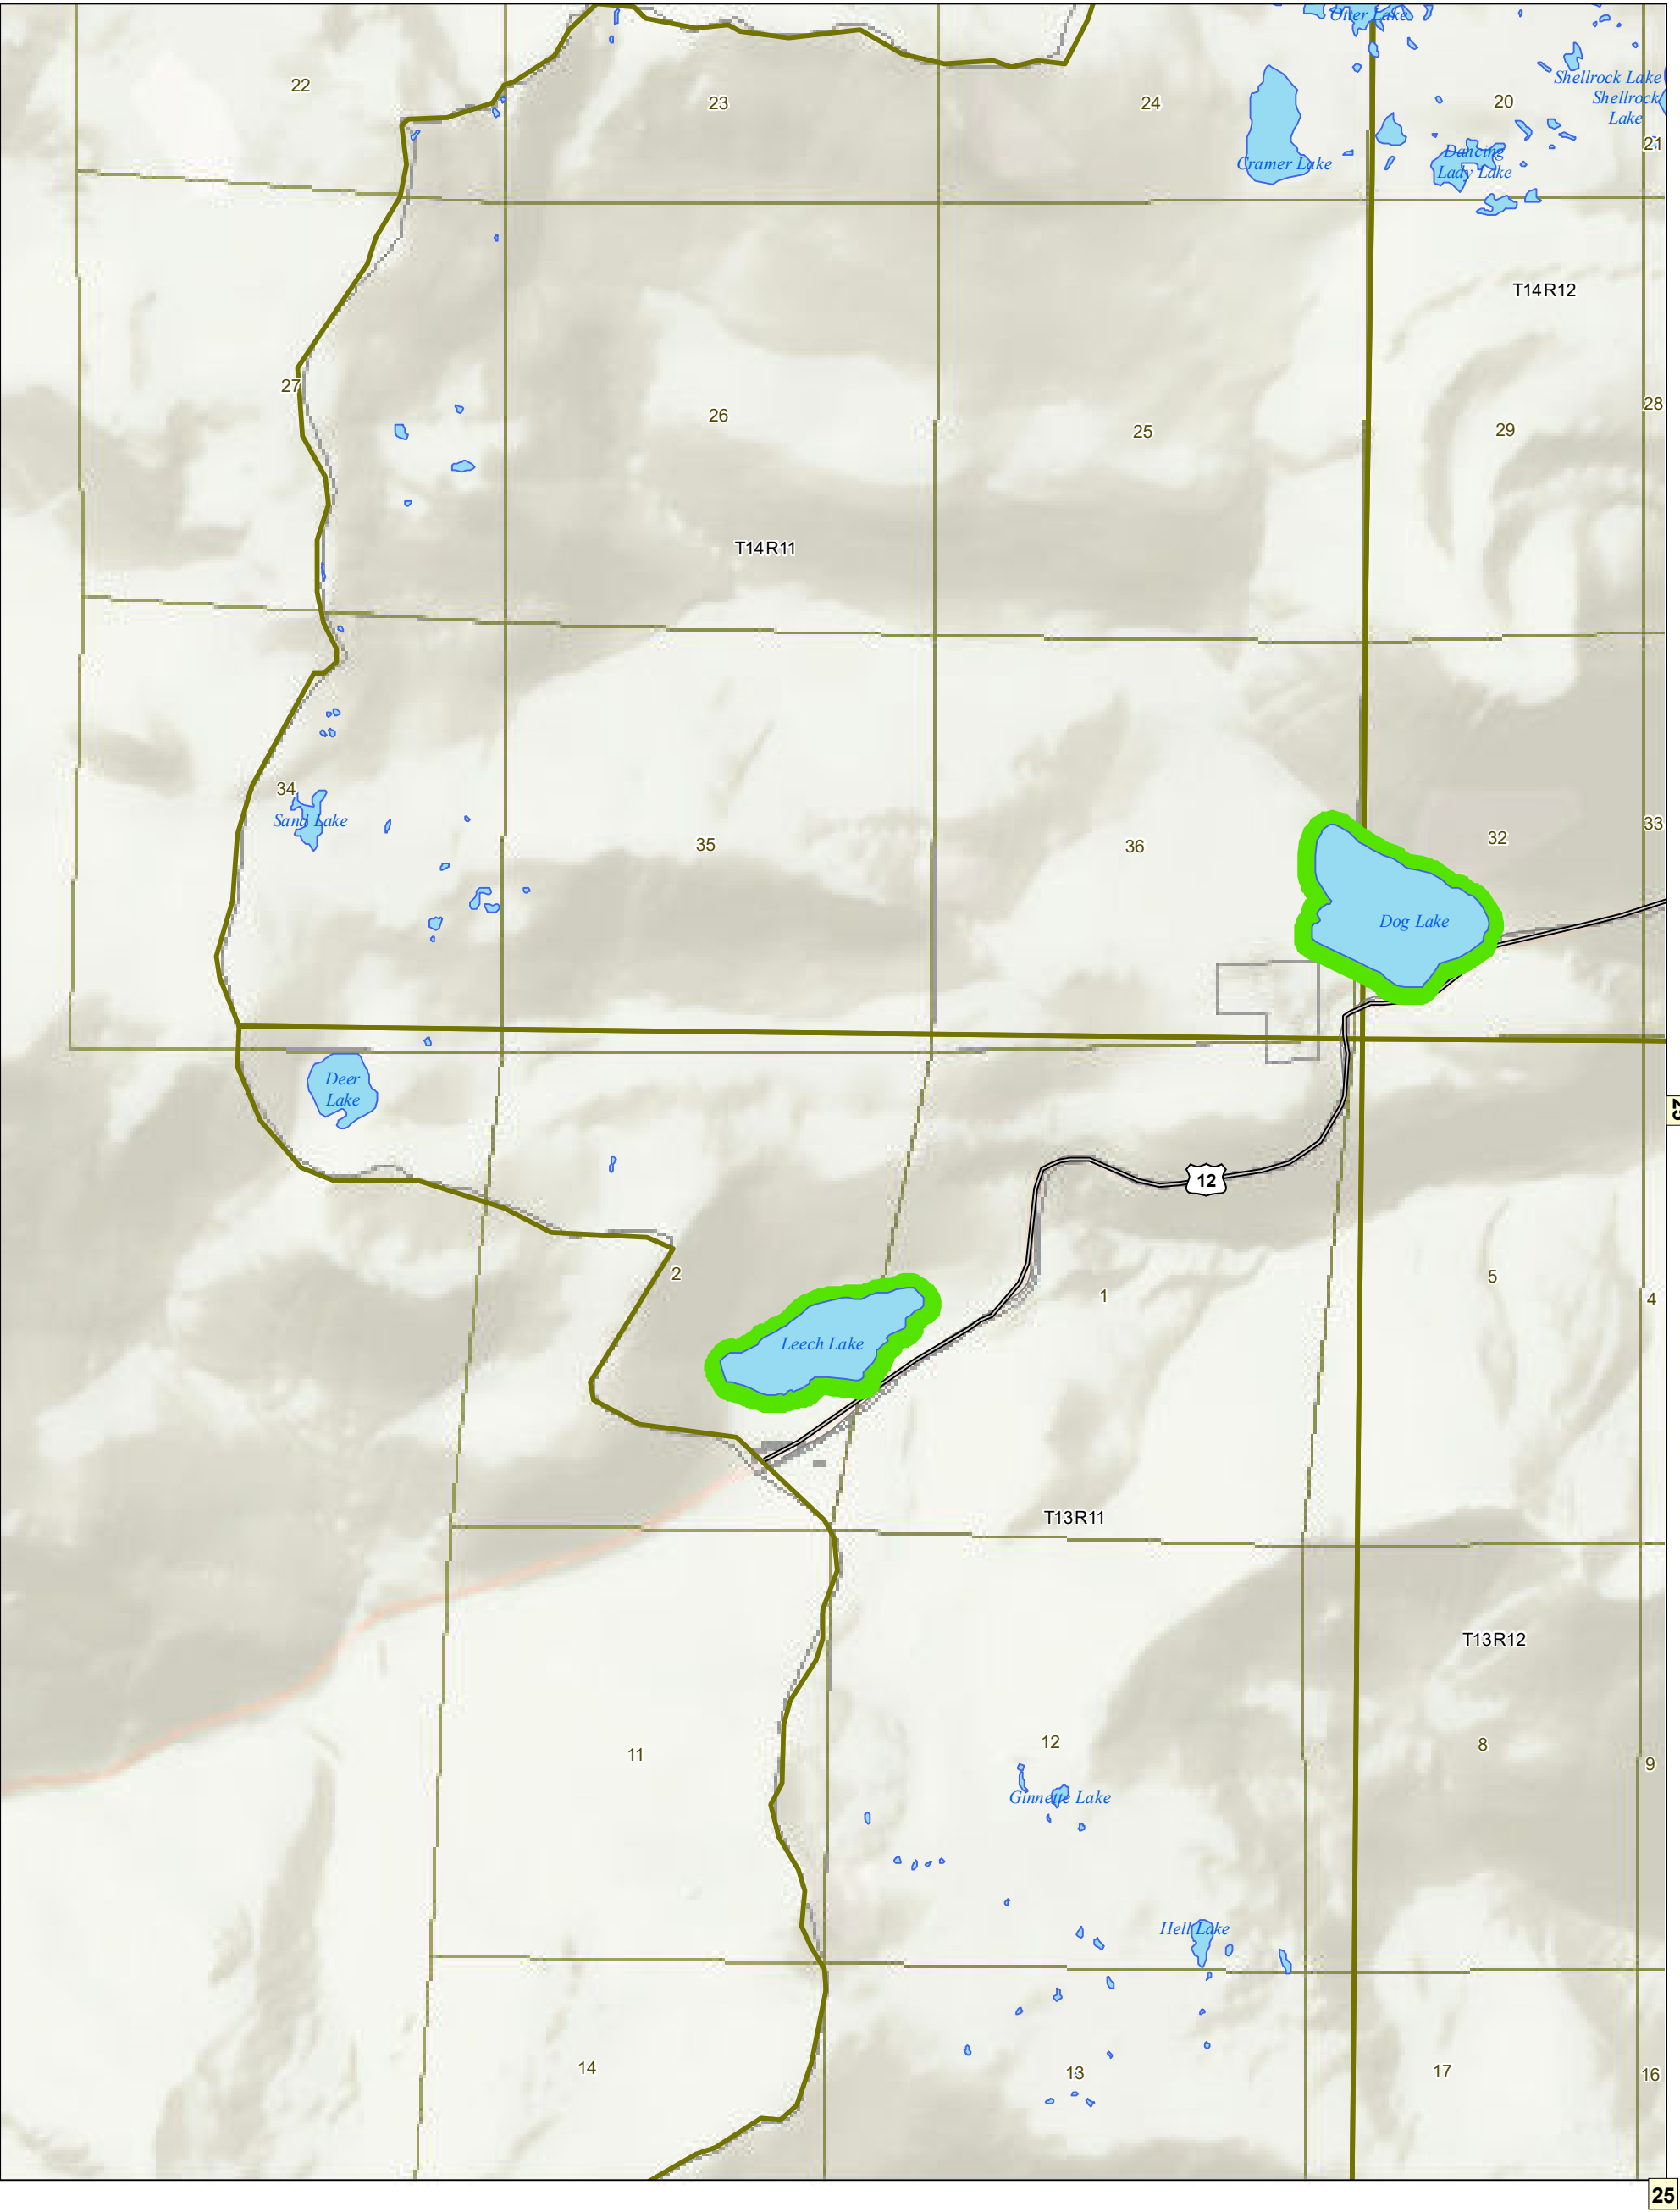 Otter Lake
22
23
24
20
Shellrock Lake
Shellrock
Lake
21
Cramer Lake
Dancing
Lady Lake
T14R12
27
26
25
29
28
T14R11
34
Sand Lake
35
36
32
33
Dog Lake
Deer
Lake
12
2
1
5
4
Leech Lake
T13R11
T13R12
11
12
8
9
Ginnette Lake
Hell Lake
14
13
17
16
25